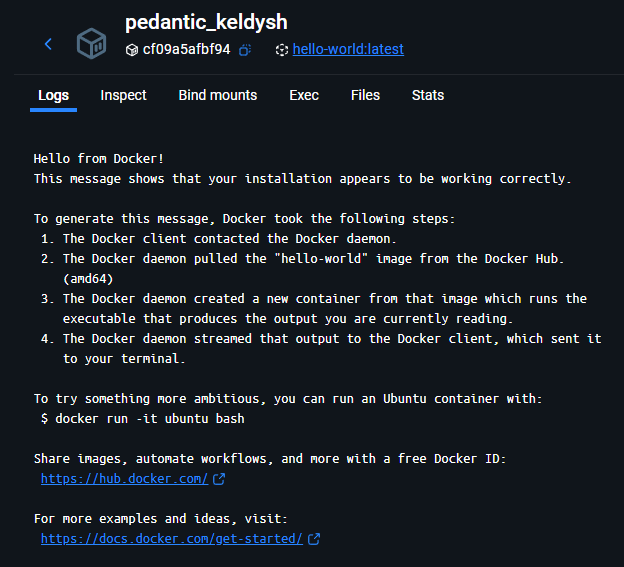 pedantic_keldysh
cf09a5afbf94 hello-world:latest
Logs Inspect Bind mounts Exec Files Stats
Hello from Docker!
This message shows that your installation appears to be working correctly.
To generate this message, Docker took the following steps:
1. The Docker client contacted the Docker daemon.
2. The Docker daemon pulled the "hello-world" image from the Docker Hub.
(amd64)
3. The Docker daemon created a new container from that image which runs the
executable that produces the output you are currently reading.
4. The Docker daemon streamed that output to the Docker client, which sent it
to your terminal.
To try something more ambitious, you can run an Ubuntu container with:
$ docker run -it ubuntu bash
Share images, automate workflows, and more with a free Docker ID:
https://hub.docker.com/
For more examples and ideas, visit:
https://docs.docker.com/get-started/